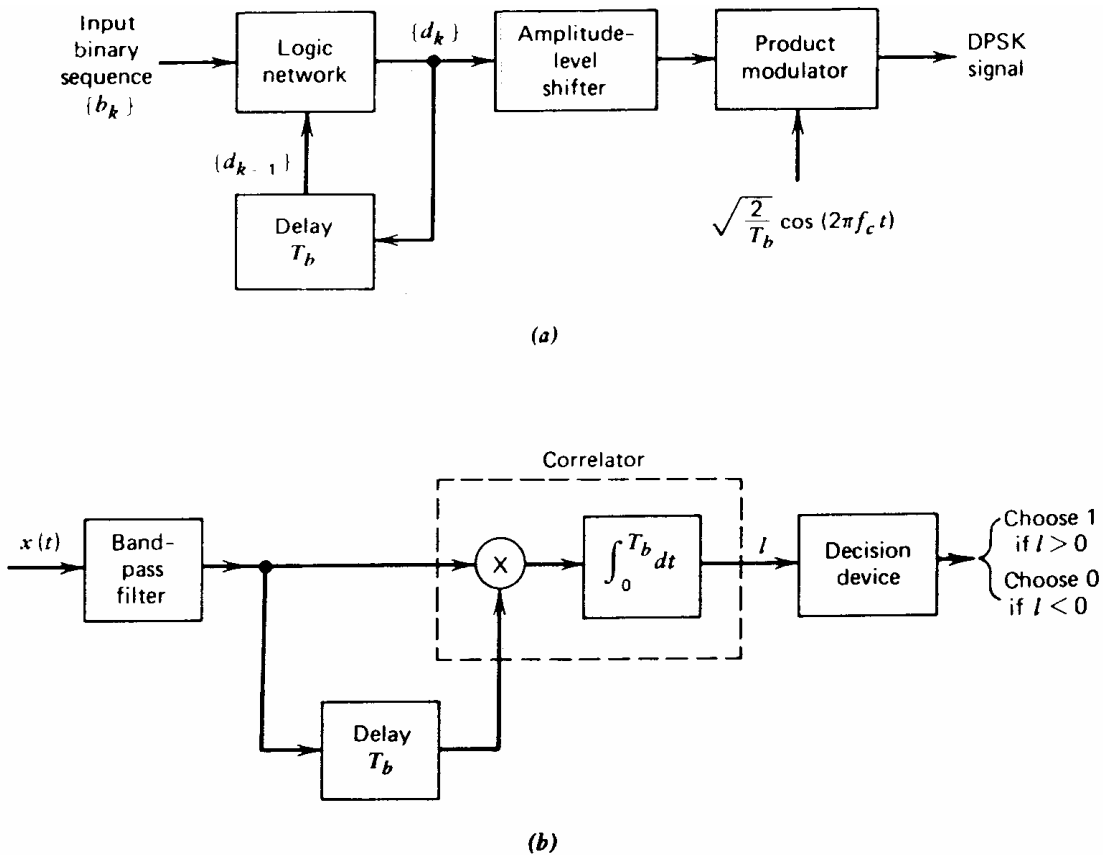 Input
binary
sequence
{b_k}
Logic
network
{d_k}
Amplitude-
level
shifter
Product
modulator
DPSK
signal
{d_{k-1}}
Delay
T_b
√(2/T_b) cos (2πf_c t)
(a)
Correlator
x(t)
Band-
pass
filter
X
∫_0^{T_b} dt
l
Decision
device
Choose 1
if l > 0
Choose 0
if l < 0
Delay
T_b
(b)